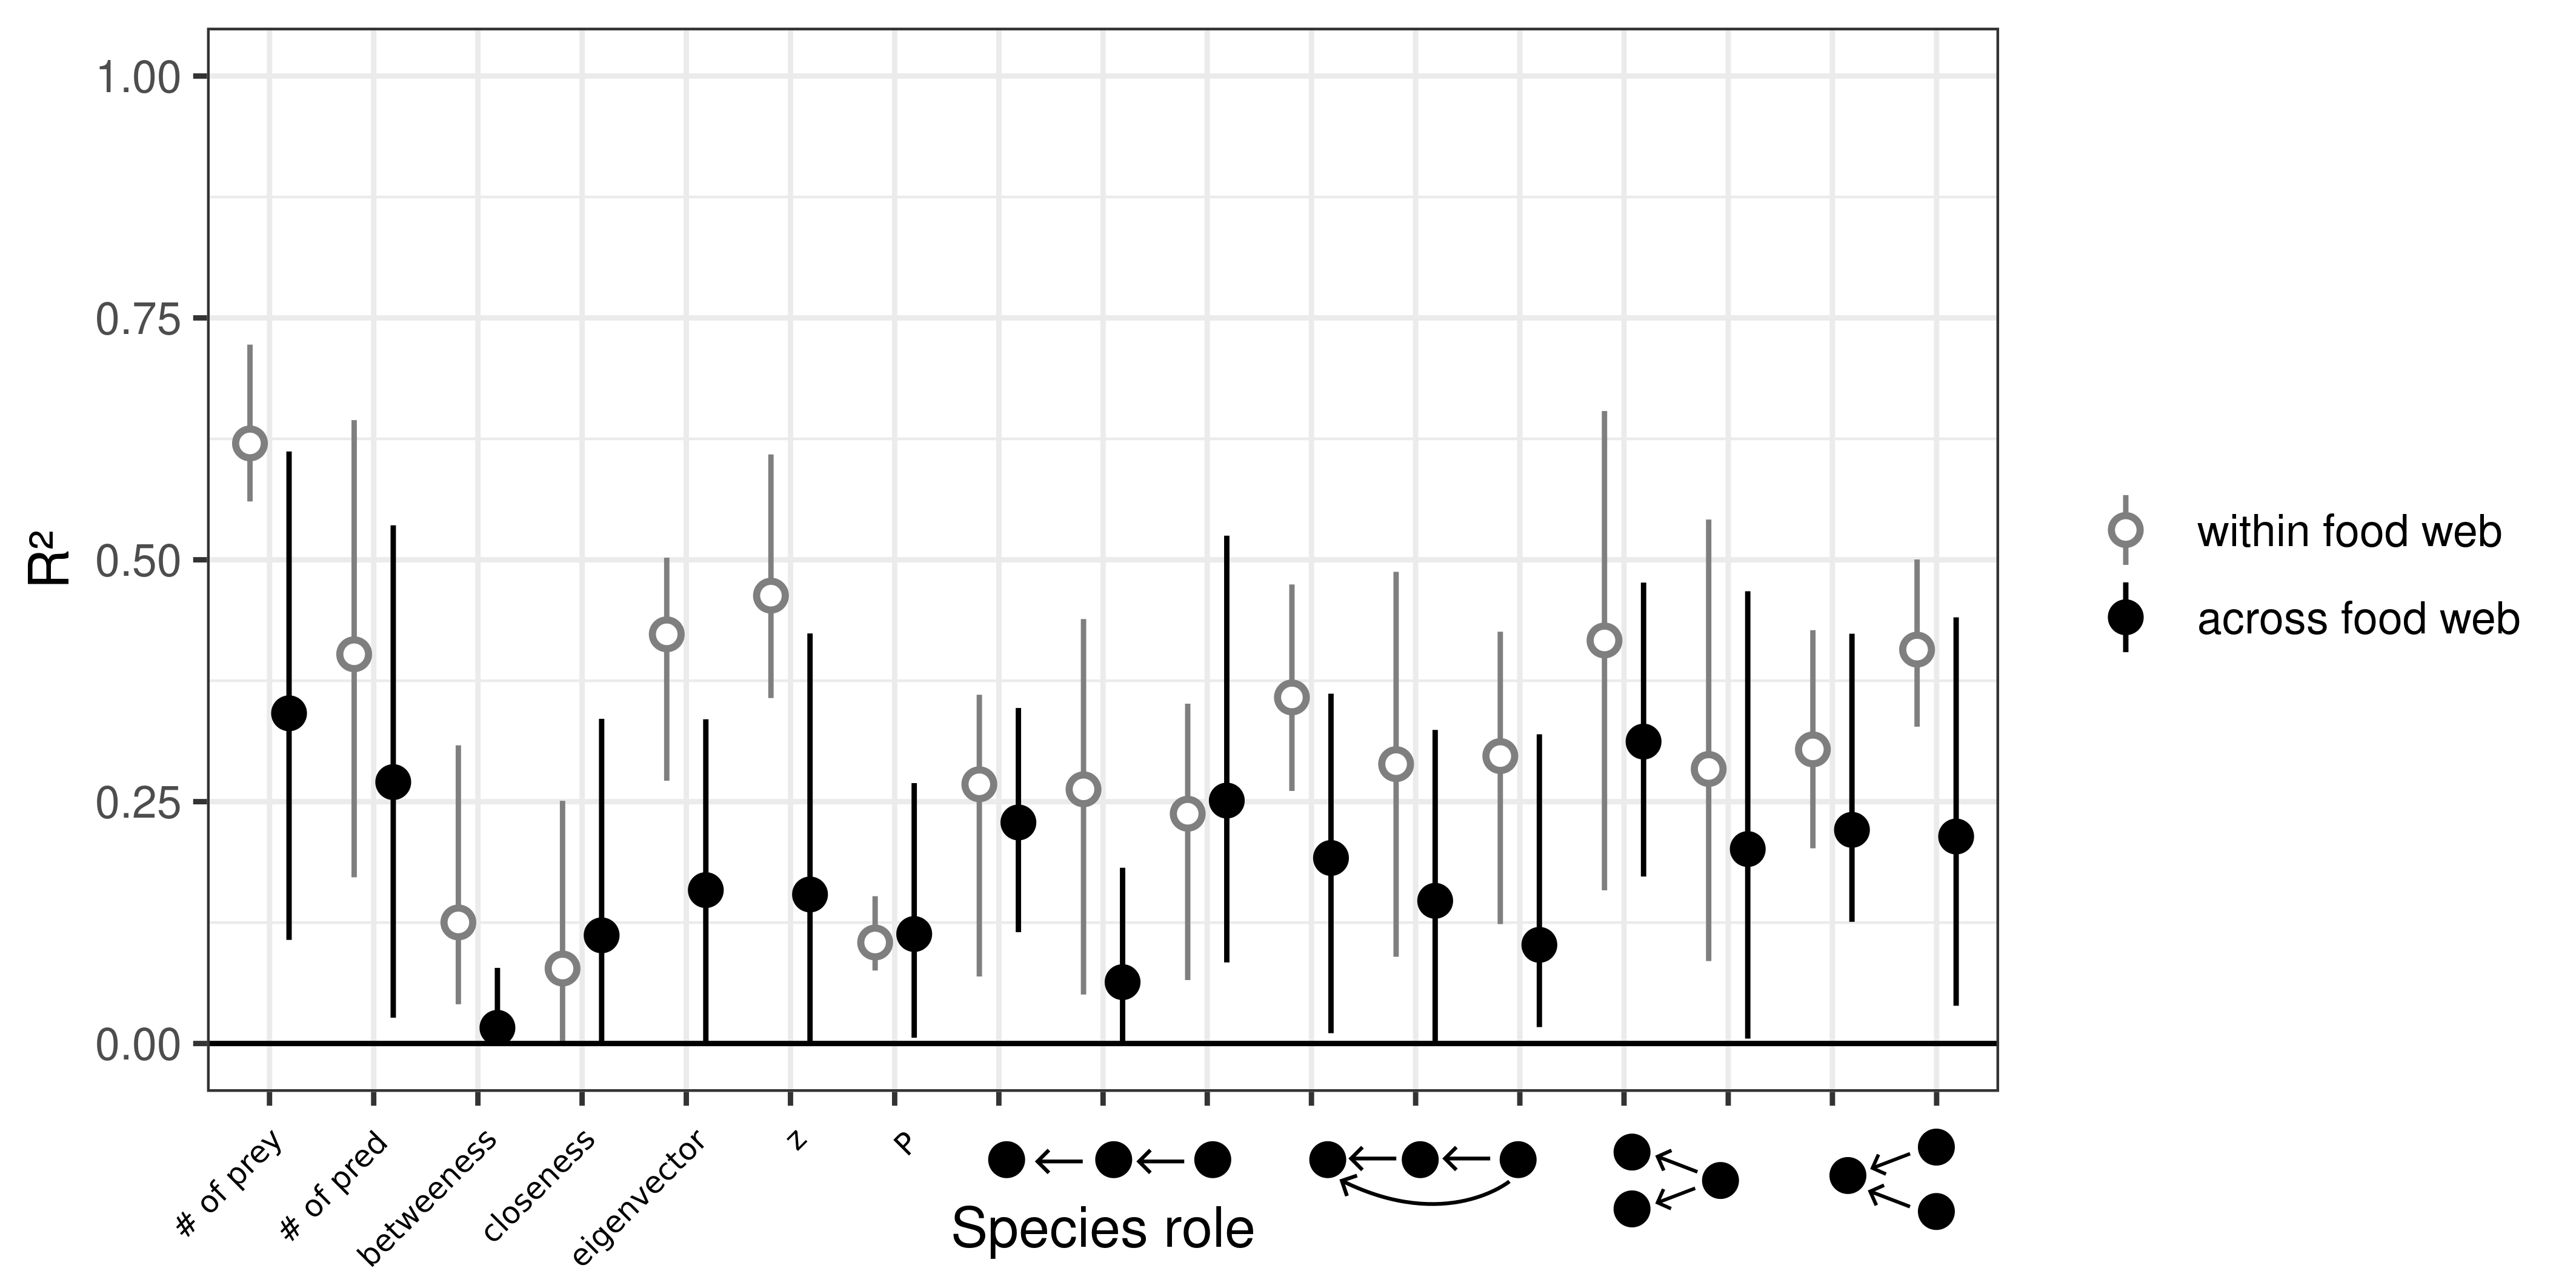 1.00
0.75
0.50
0.25
0.00
R²
# of prey
# of pred
betweeness
closeness
eigenvector
z
P
Species role
within food web
across food web